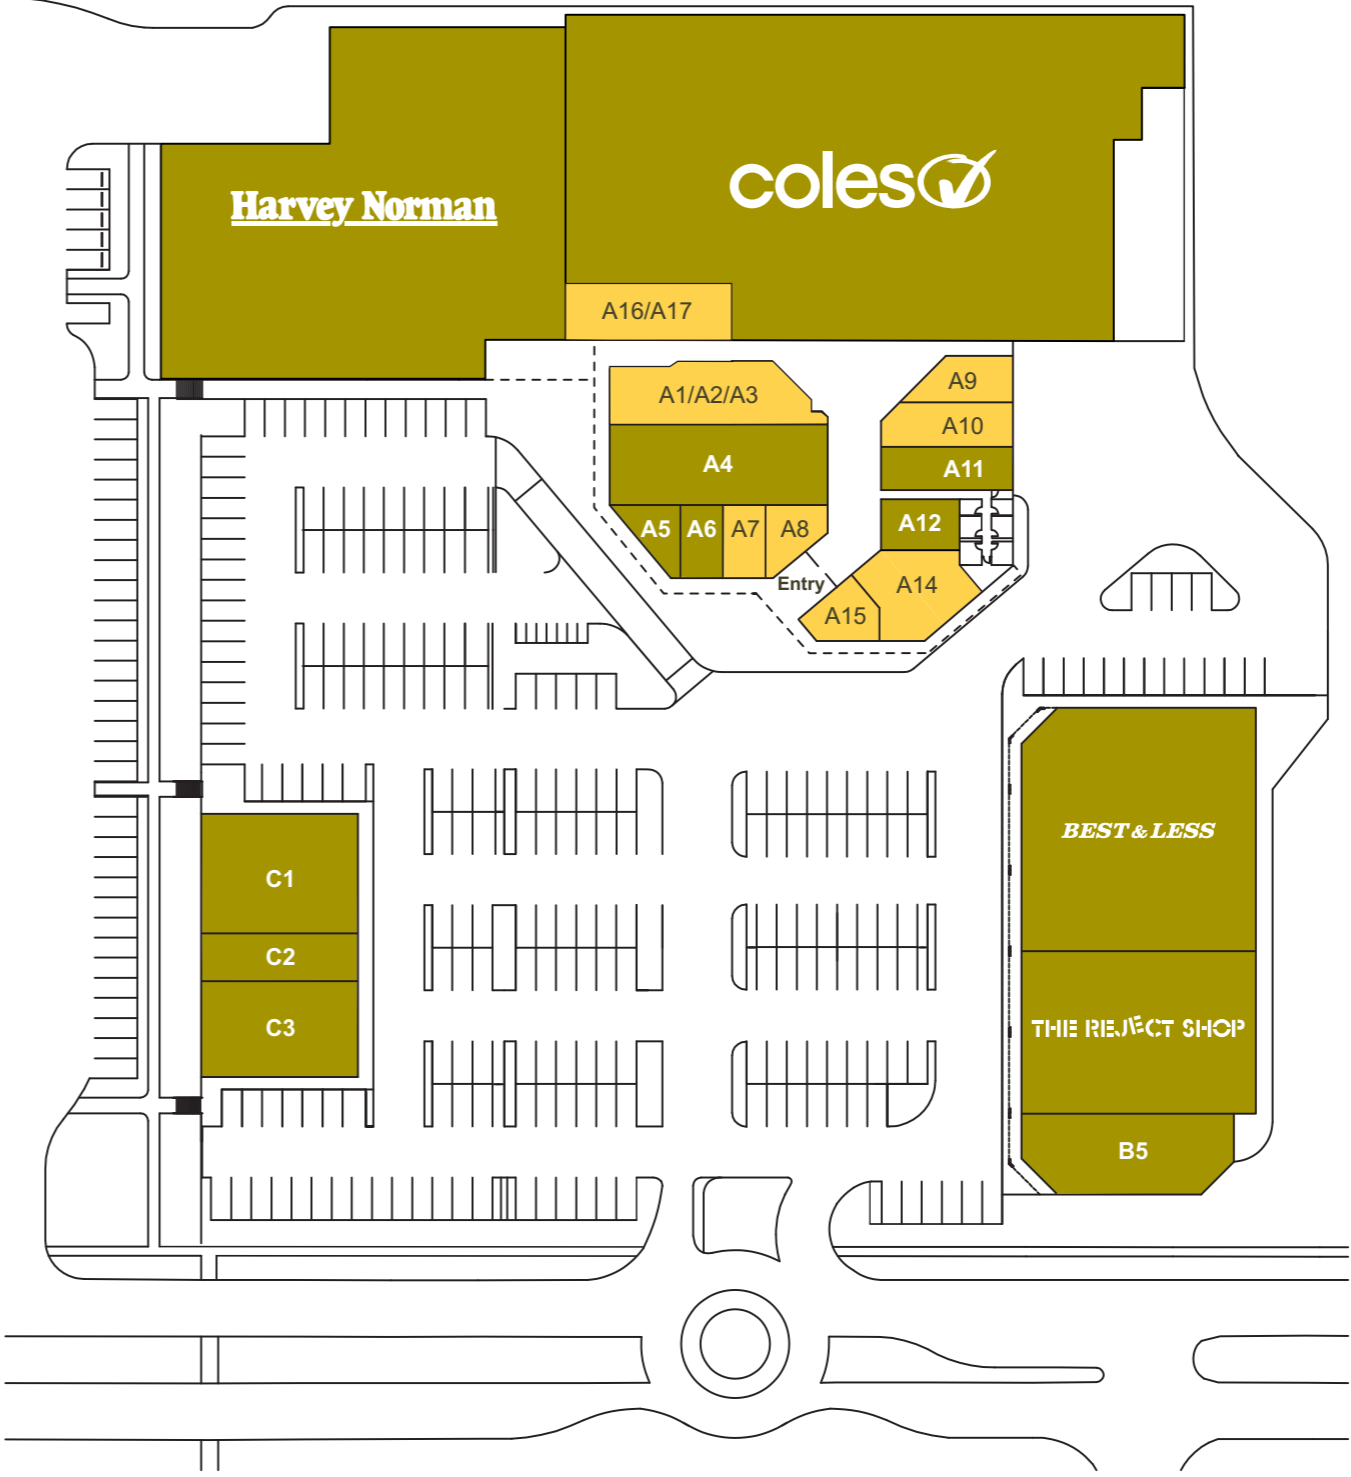 Harvey Norman
coles
A16/A17
A1/A2/A3
A9
A10
A4
A11
A5
A6
A7
A8
A12
Entry
A14
A15
BEST & LESS
C1
C2
C3
THE REJECT SHOP
B5